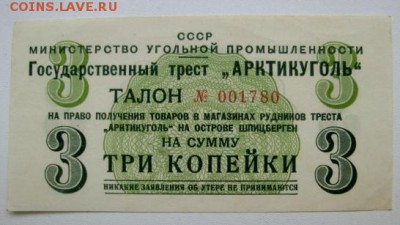 COINS.LAVE.RU
СССР
МИНИСТЕРСТВО УГОЛЬНОЙ ПРОМЫШЛЕННОСТИ
Государственный трест „АРКТИКУГОЛЬ“
3 ТАЛОН № 001780 3
НА ПРАВО ПОЛУЧЕНИЯ ТОВАРОВ В МАГАЗИНАХ РУДНИКОВ ТРЕСТА
„АРКТИКУГОЛЬ“ НА ОСТРОВЕ ШПИЦБЕРГЕН
НА СУММУ
3 ТРИ КОПЕЙКИ 3
НИКАКИЕ ЗАЯВЛЕНИЯ ОБ УТЕРЕ НЕ ПРИНИМАЮТСЯ